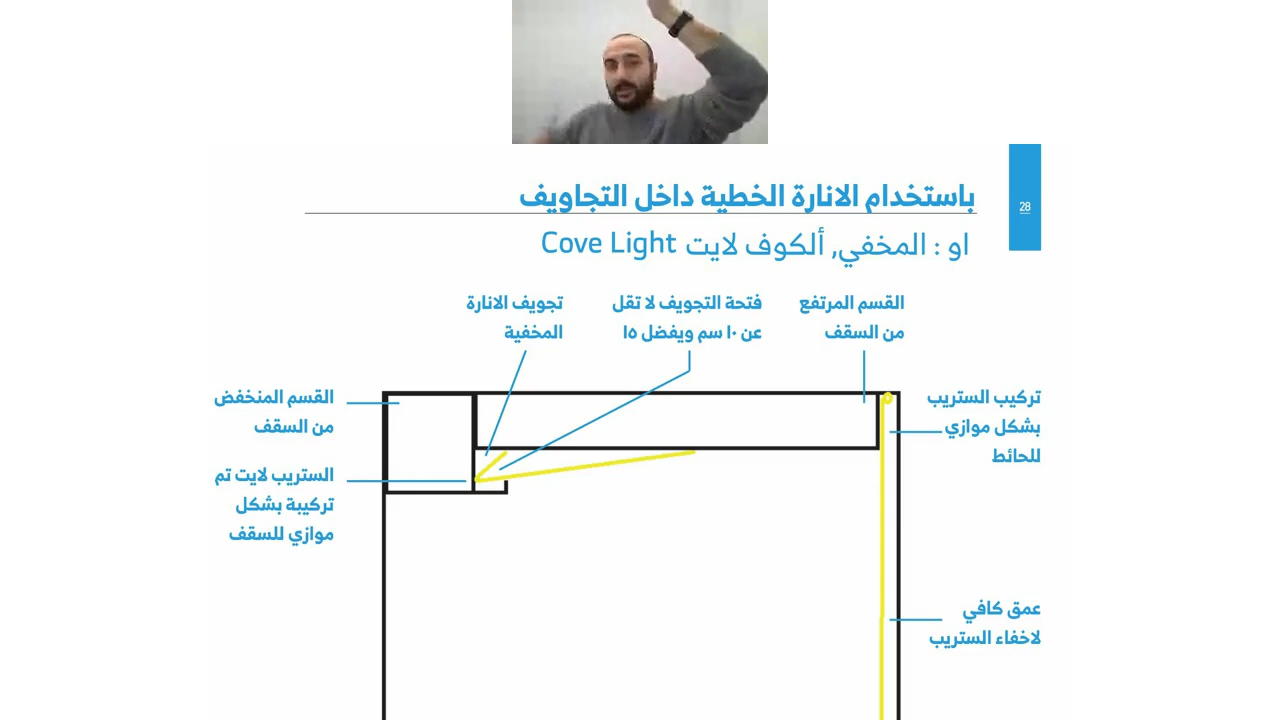 28
باستخدام الانارة الخطية داخل التجاويف
او : المخفي, ألكوف لايت Cove Light
القسم المرتفع
من السقف
فتحة التجويف لا تقل
عن ١٠ سم ويفضل ١٥
تجويف الانارة
المخفية
تركيب الستريب
بشكل موازي
للحائط
القسم المنخفض
من السقف
الستريب لايت تم
تركيبة بشكل
موازي للسقف
عمق كافي
لاخفاء الستريب